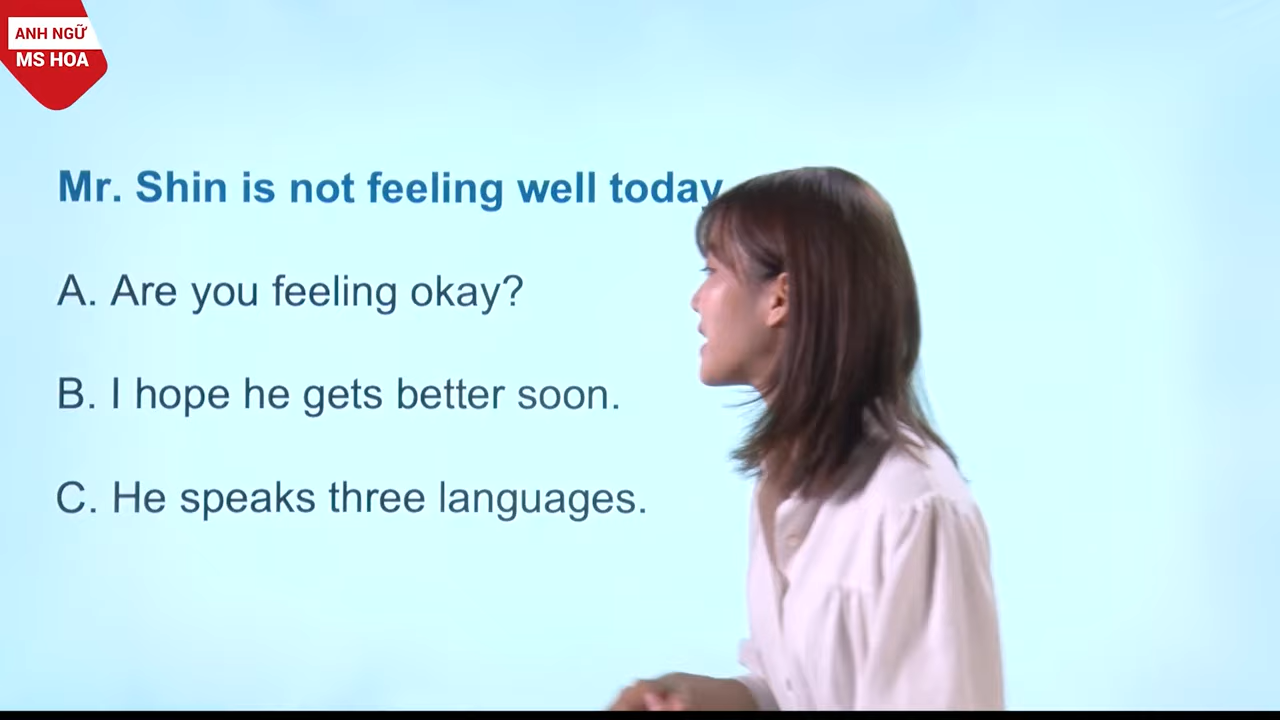 ANH NGỮ
MS HOA
Mr. Shin is not feeling well today
A. Are you feeling okay?
B. I hope he gets better soon.
C. He speaks three languages.